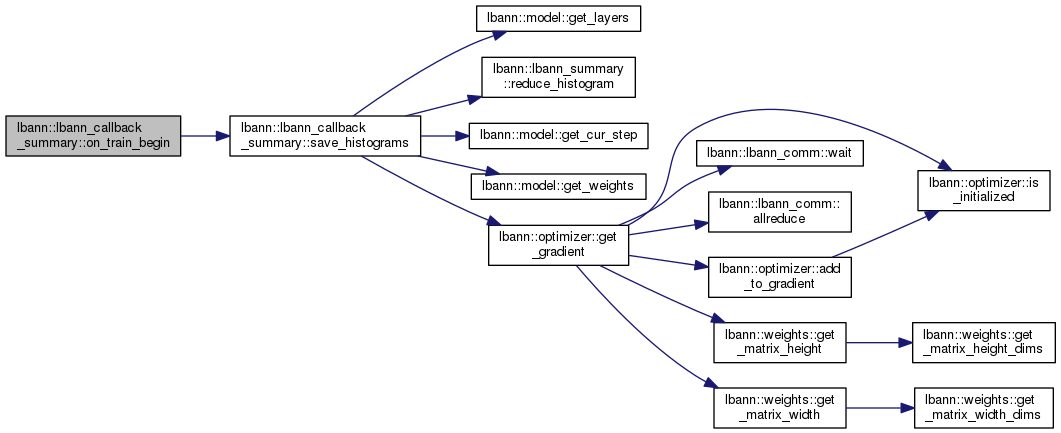 lbann::lbann_callback
_summary::on_train_begin
lbann::lbann_callback
_summary::save_histograms
lbann::model::get_layers
lbann::lbann_summary
::reduce_histogram
lbann::model::get_cur_step
lbann::model::get_weights
lbann::optimizer::get
_gradient
lbann::lbann_comm::wait
lbann::lbann_comm::
allreduce
lbann::optimizer::add
_to_gradient
lbann::weights::get
_matrix_height
lbann::weights::get
_matrix_width
lbann::optimizer::is
_initialized
lbann::weights::get
_matrix_height_dims
lbann::weights::get
_matrix_width_dims